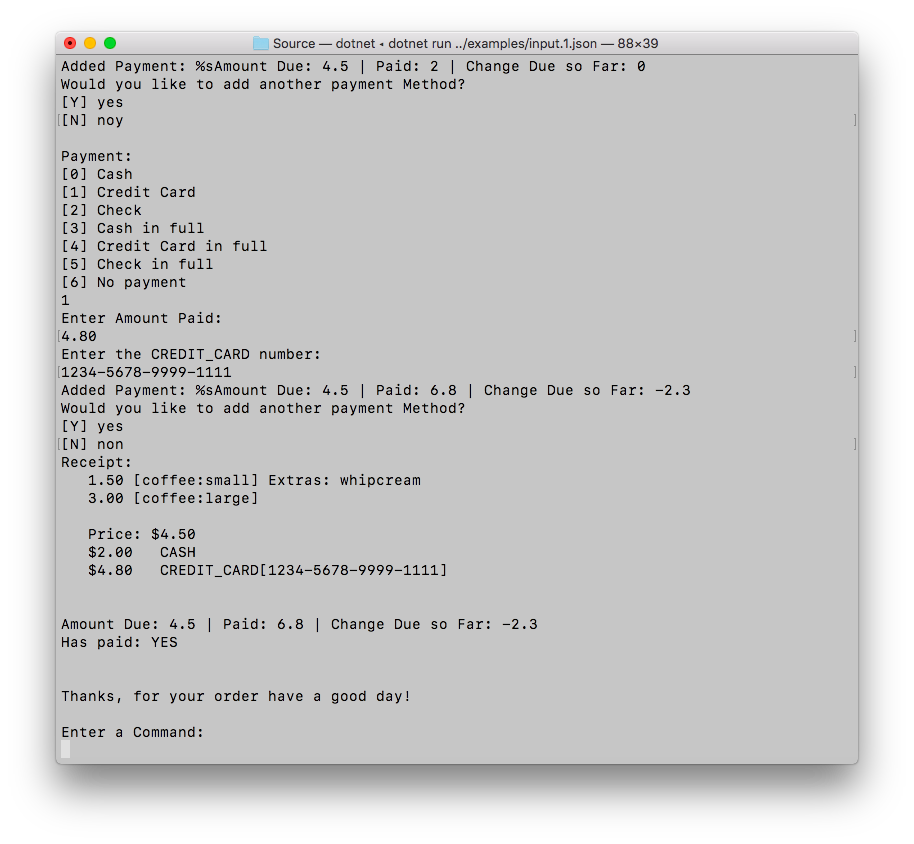 Source — dotnet ◂ dotnet run ../examples/input.1.json — 88×39
Added Payment: %sAmount Due: 4.5 | Paid: 2 | Change Due so Far: 0
Would you like to add another payment Method?
[Y] yes
[N] noy
Payment:
[0] Cash
[1] Credit Card
[2] Check
[3] Cash in full
[4] Credit Card in full
[5] Check in full
[6] No payment
1
Enter Amount Paid:
4.80
Enter the CREDIT_CARD number:
1234-5678-9999-1111
Added Payment: %sAmount Due: 4.5 | Paid: 6.8 | Change Due so Far: -2.3
Would you like to add another payment Method?
[Y] yes
[N] non
Receipt:
1.50 [coffee:small] Extras: whipcream
3.00 [coffee:large]
Price: $4.50
$2.00 CASH
$4.80 CREDIT_CARD[1234-5678-9999-1111]
Amount Due: 4.5 | Paid: 6.8 | Change Due so Far: -2.3
Has paid: YES
Thanks, for your order have a good day!
Enter a Command: